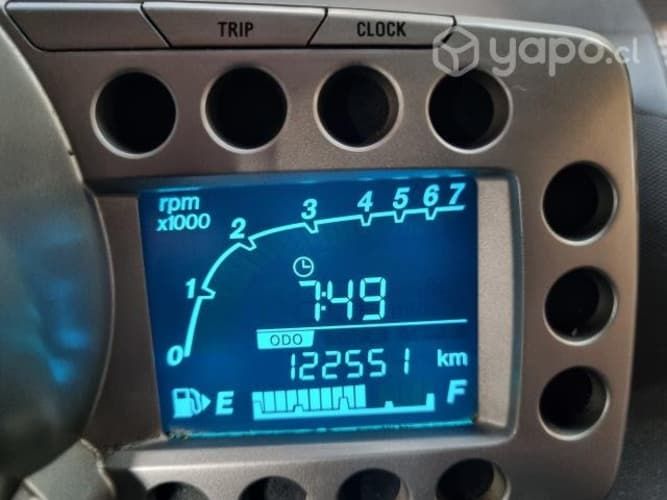 TRIP CLOCK
yapo.cl
rpm
x1000
0 1 2 3 4 5 6 7
7:49
ODO
122551 km
E F